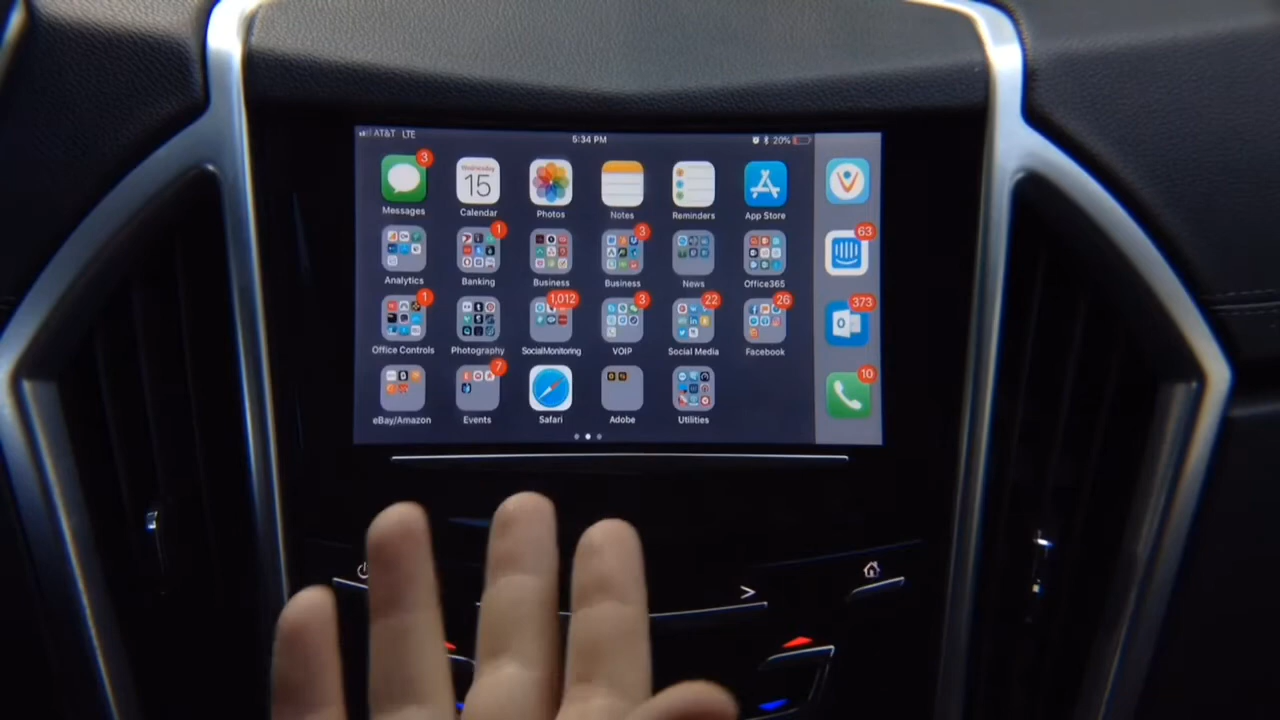 AT&T LTE 5:34 PM 20%
3
Wednesday
15
Messages Calendar Photos Notes Reminders App Store
1 3 63
Analytics Banking Business Business News Office365
1 1,012 3 22 26 373
Office Controls Photography SocialMonitoring VOIP Social Media Facebook
7 10
eBay/Amazon Events Safari Adobe Utilities
>